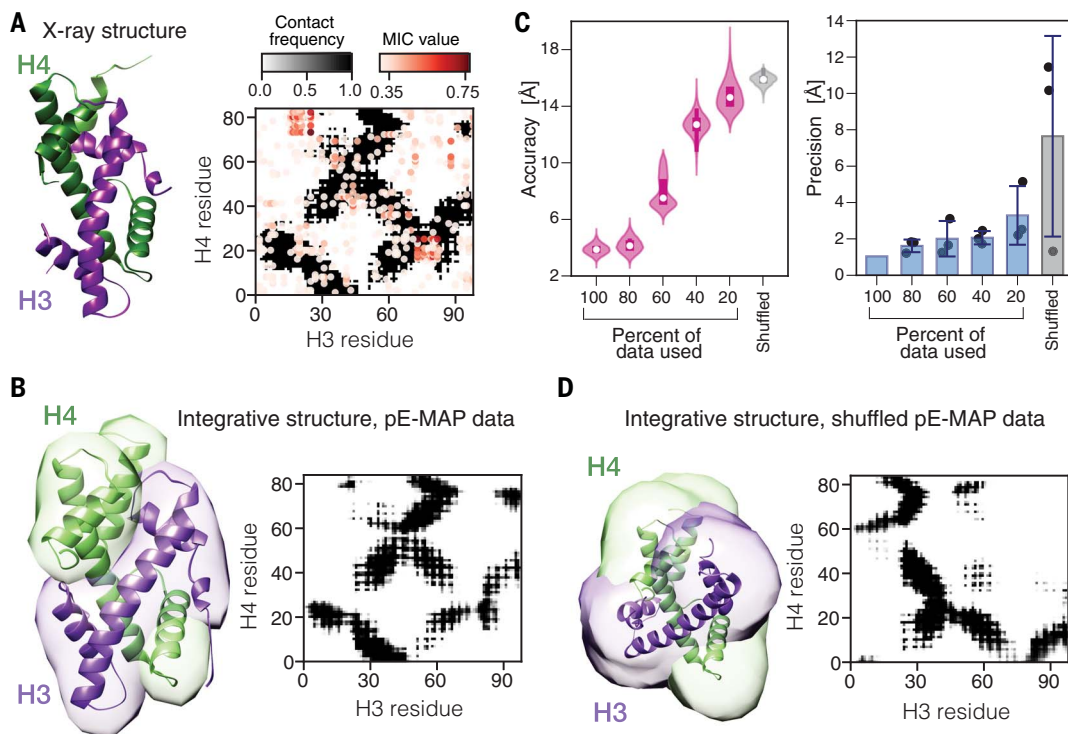 A
X-ray structure
H4
H3
Contact
frequency
0.0 0.5 1.0
MIC value
0.35 0.75
H4 residue
80
60
40
20
0
0 30 60 90
H3 residue
B
Integrative structure, pE-MAP data
H4
H3
H4 residue
80
60
40
20
0
0 30 60 90
H3 residue
C
Accuracy [Å]
18
14
10
6
2
100 80 60 40 20 Shuffled
Percent of
data used
Precision [Å]
14
12
10
8
6
4
2
0
100 80 60 40 20 Shuffled
Percent of
data used
D
Integrative structure, shuffled pE-MAP data
H4
H3
H4 residue
80
60
40
20
0
0 30 60 90
H3 residue